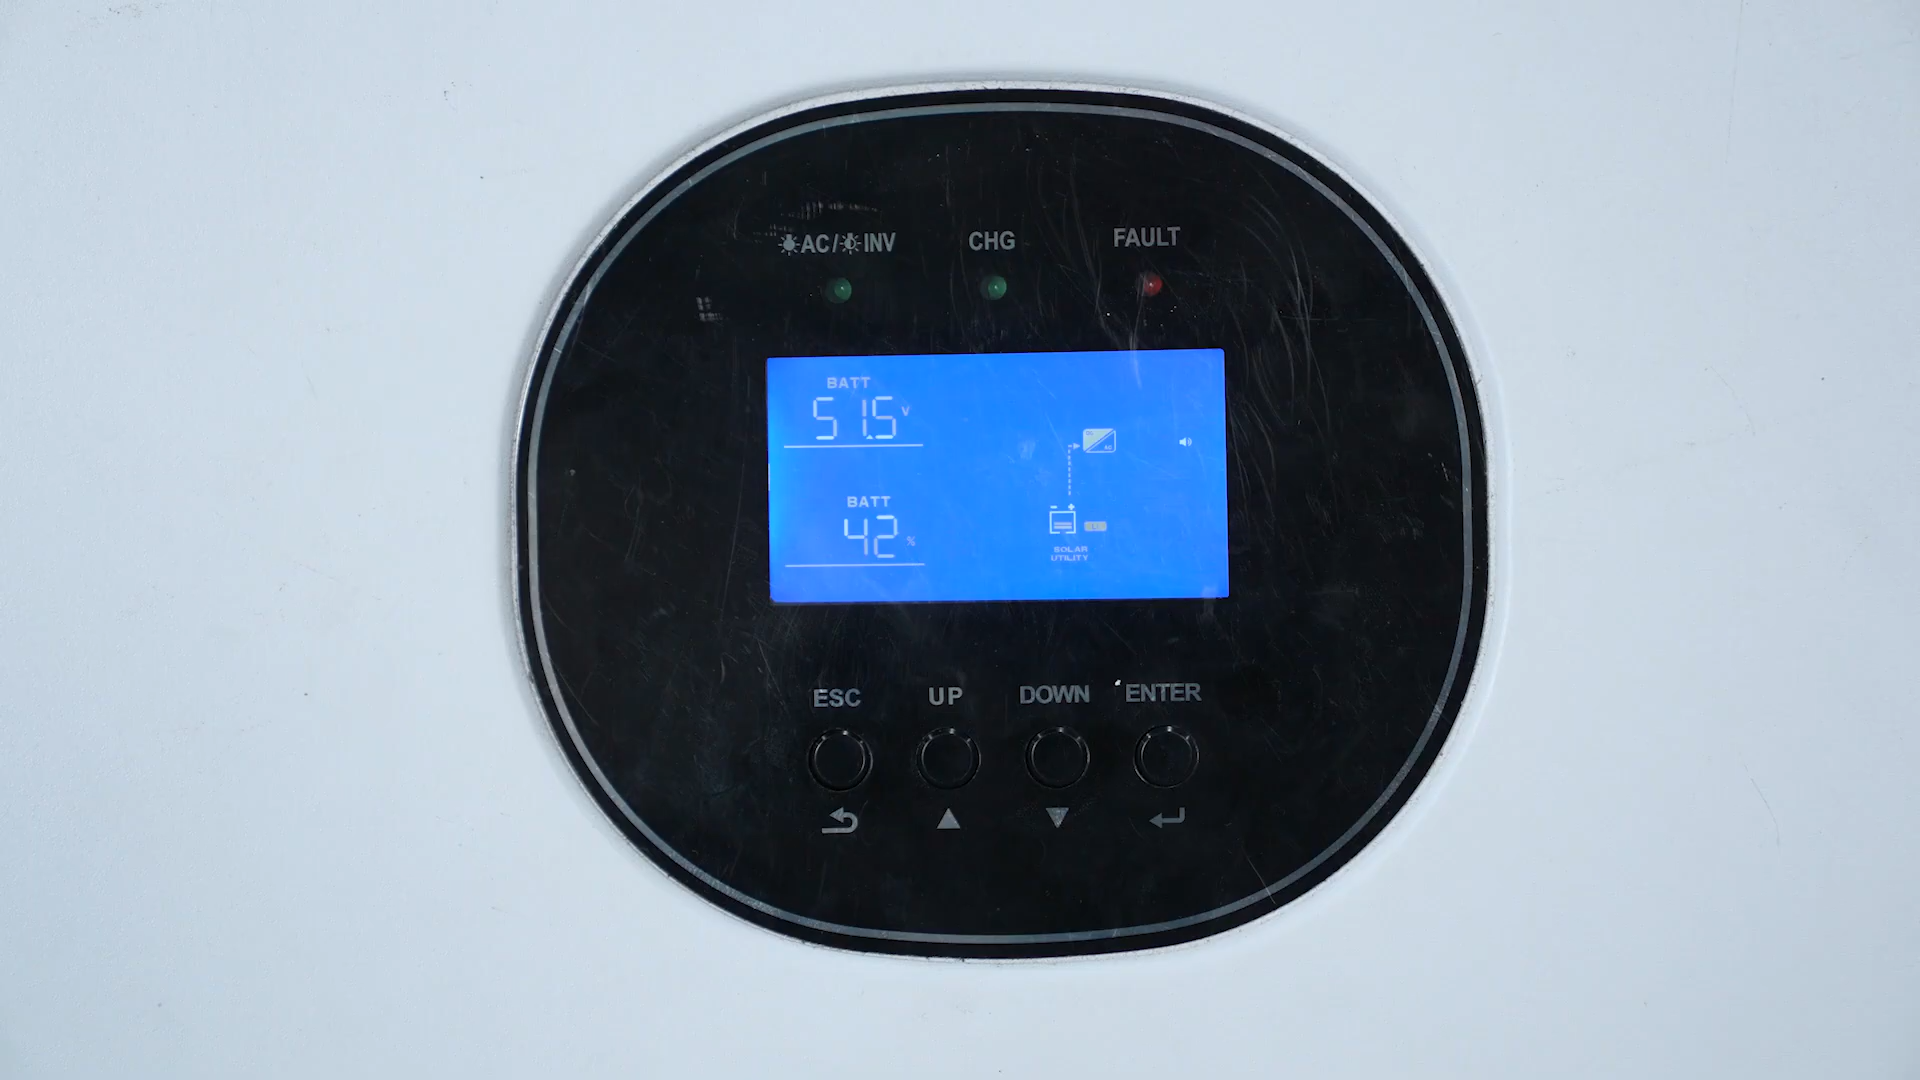 AC/ INV CHG FAULT
BATT
51.5 V
BATT
42 %
SOLAR
UTILITY
ESC UP DOWN ENTER